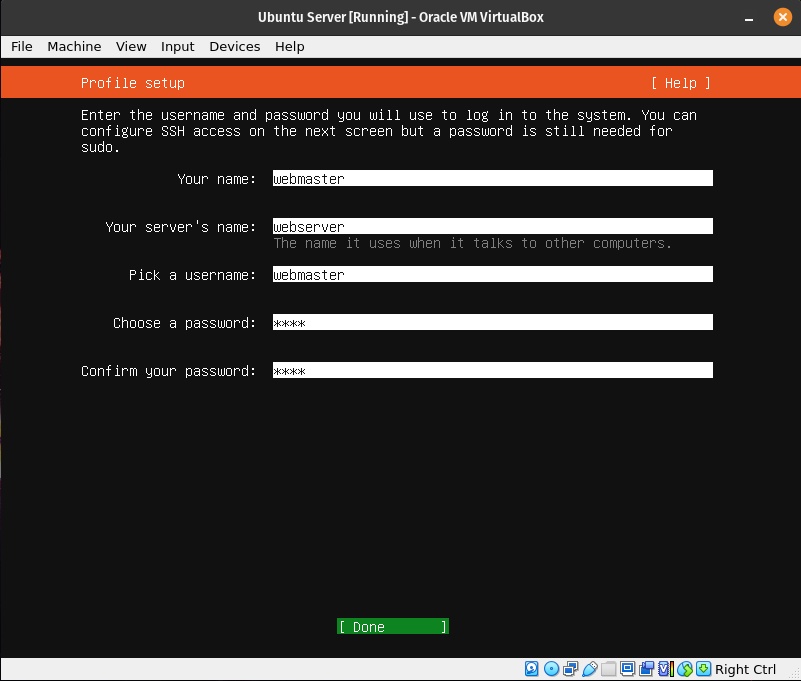 Ubuntu Server [Running] - Oracle VM VirtualBox
File Machine View Input Devices Help
Profile setup [ Help ]
Enter the username and password you will use to log in to the system. You can
configure SSH access on the next screen but a password is still needed for
sudo.
Your name: webmaster
Your server's name: webserver
The name it uses when it talks to other computers.
Pick a username: webmaster
Choose a password: ****
Confirm your password: ****
[ Done ]
Right Ctrl